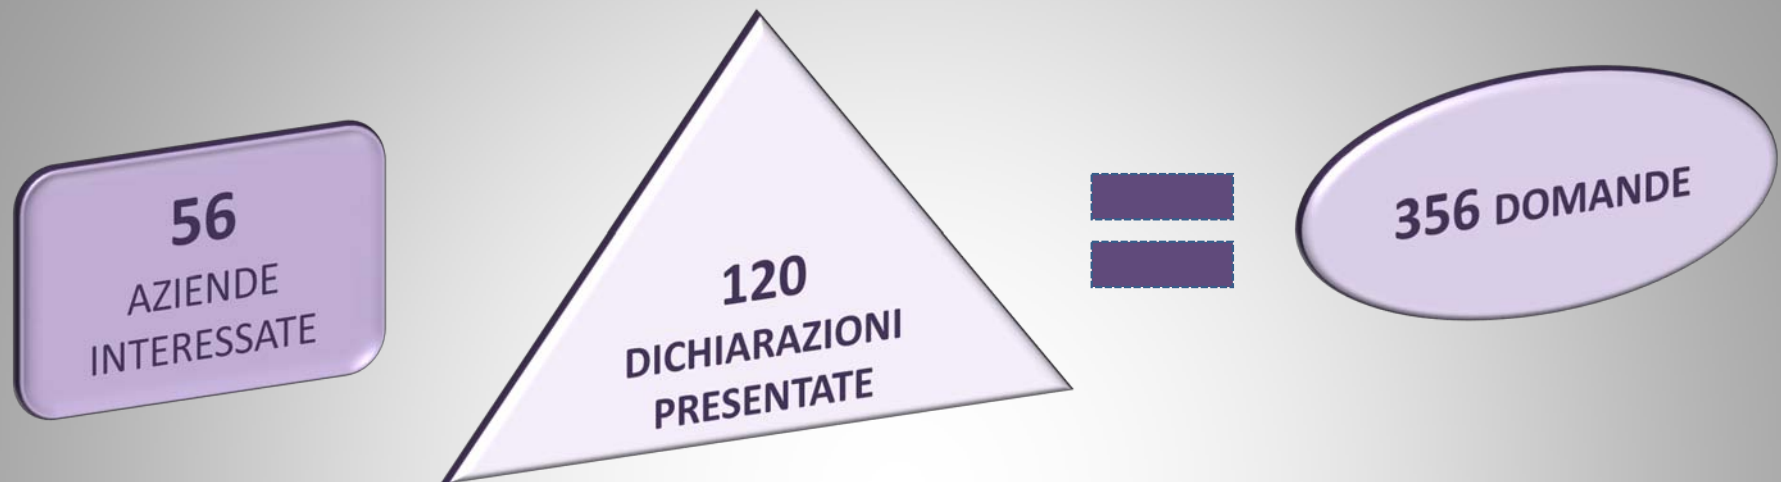 56
AZIENDE
INTERESSATE
120
DICHIARAZIONI
PRESENTATE
356 DOMANDE